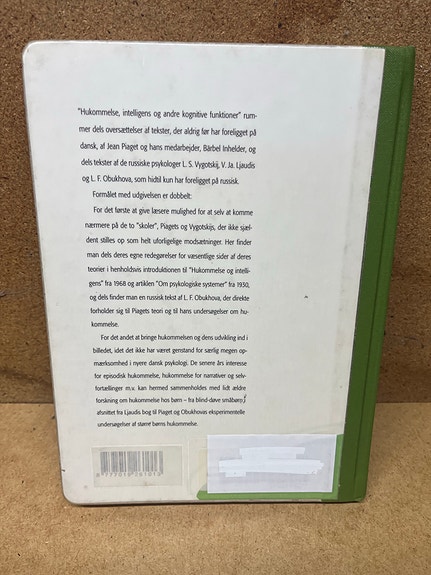 "Hukommelse, intelligens og andre kognitive funktioner" rum-
mer dels oversættelser af tekster, der aldrig før har foreligget på
dansk, af Jean Piaget og hans medarbejder, Bärbel Inhelder, og
dels tekster af de russiske psykologer L. S. Vygotskij, V. Ja. Ljaudis
og L. F. Obukhova, som hidtil kun har foreligget på russisk.
Formålet med udgivelsen er dobbelt:
For det første at give læsere mulighed for at selv at komme
nærmere på de to "skoler", Piagets og Vygotskijs, der ikke sjæl-
dent stilles op som helt uforligelige modsætninger. Her finder
man dels deres egne redegørelser for væsentlige sider af deres
teorier i henholdsvis introduktionen til "Hukommelse og intelli-
gens" fra 1968 og artiklen "Om psykologiske systemer" fra 1930,
og dels finder man en russisk tekst af L. F. Obukhova, der direkte
forholder sig til Piagets teori og til hans undersøgelser om hu-
kommelse.
For det andet at bringe hukommelsen og dens udvikling ind i
billedet, idet det ikke har været genstand for særlig megen op-
mærksomhed i nyere dansk psykologi. De senere års interesse
for episodisk hukommelse, hukommelse for narrativer og selv-
fortællinger m.v. kan hermed sammenholdes med lidt ældre
forskning om hukommelse hos børn – fra blind-døve småbørn i
afsnittet fra Ljaudis bog til Piaget og Obukhovas eksperimentelle
undersøgelser af større børns hukommelse.